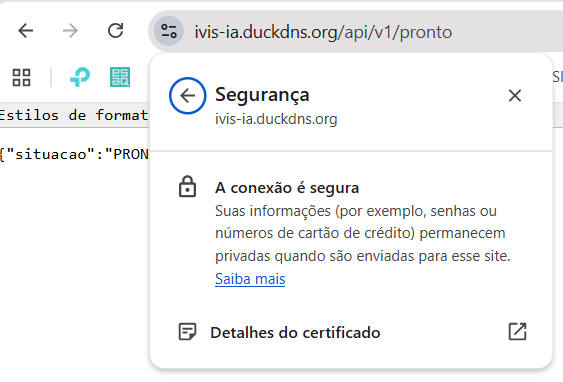 ivis-ia.duckdns.org/api/v1/pronto
Segurança
ivis-ia.duckdns.org
Estilos de format
{"situacao":"PRON
A conexão é segura
Suas informações (por exemplo, senhas ou
números de cartão de crédito) permanecem
privadas quando são enviadas para esse site.
Saiba mais
Detalhes do certificado